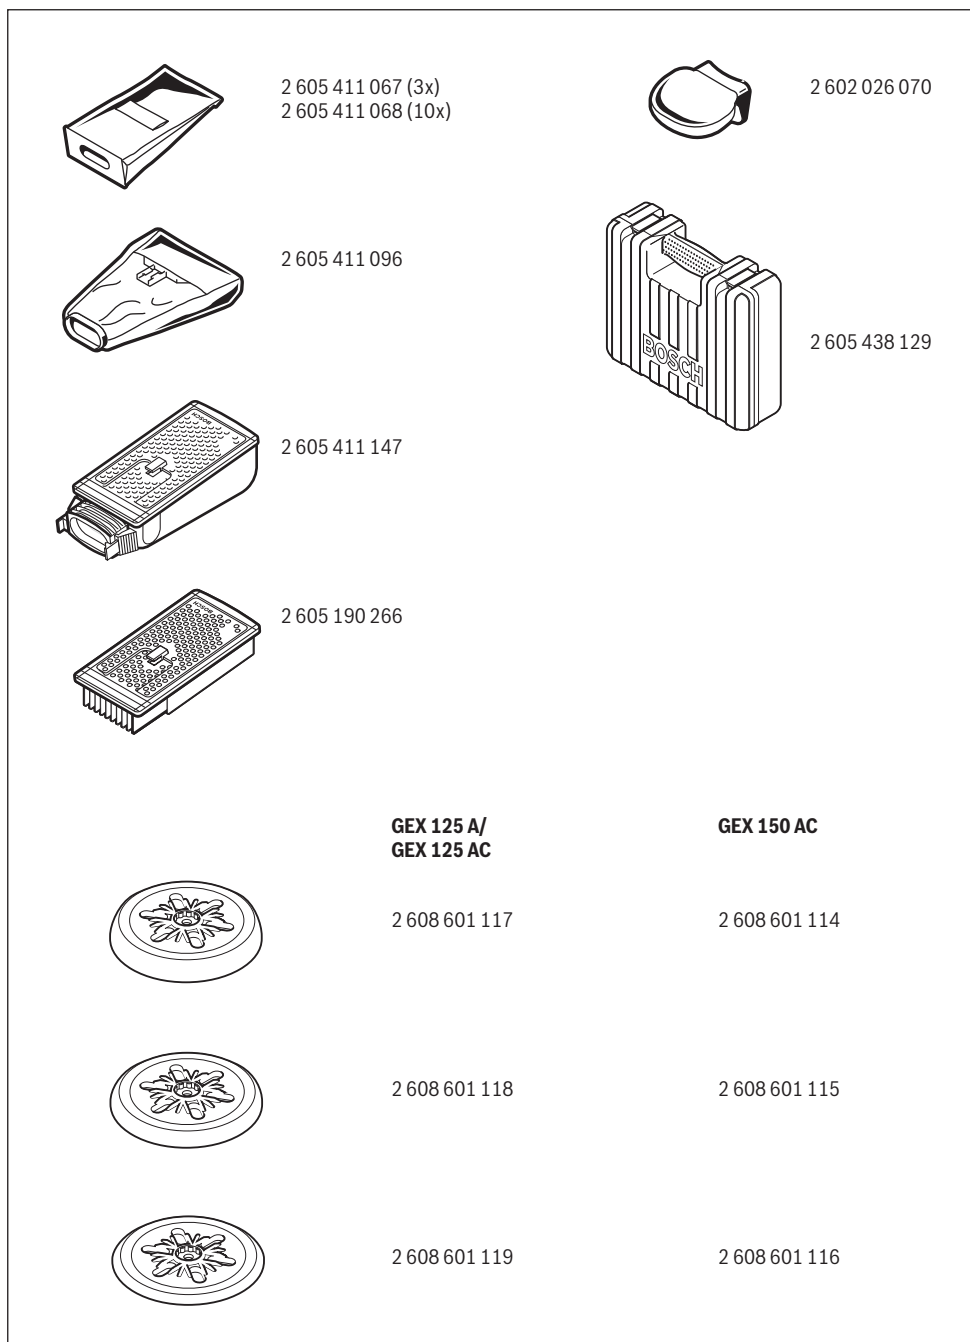 2 605 411 067 (3x)
2 605 411 068 (10x)
2 602 026 070
2 605 411 096
BOSCH
2 605 438 129
BOSCH
2 605 411 147
BOSCH
2 605 190 266
GEX 125 A/
GEX 125 AC
GEX 150 AC
2 608 601 117
2 608 601 114
2 608 601 118
2 608 601 115
2 608 601 119
2 608 601 116